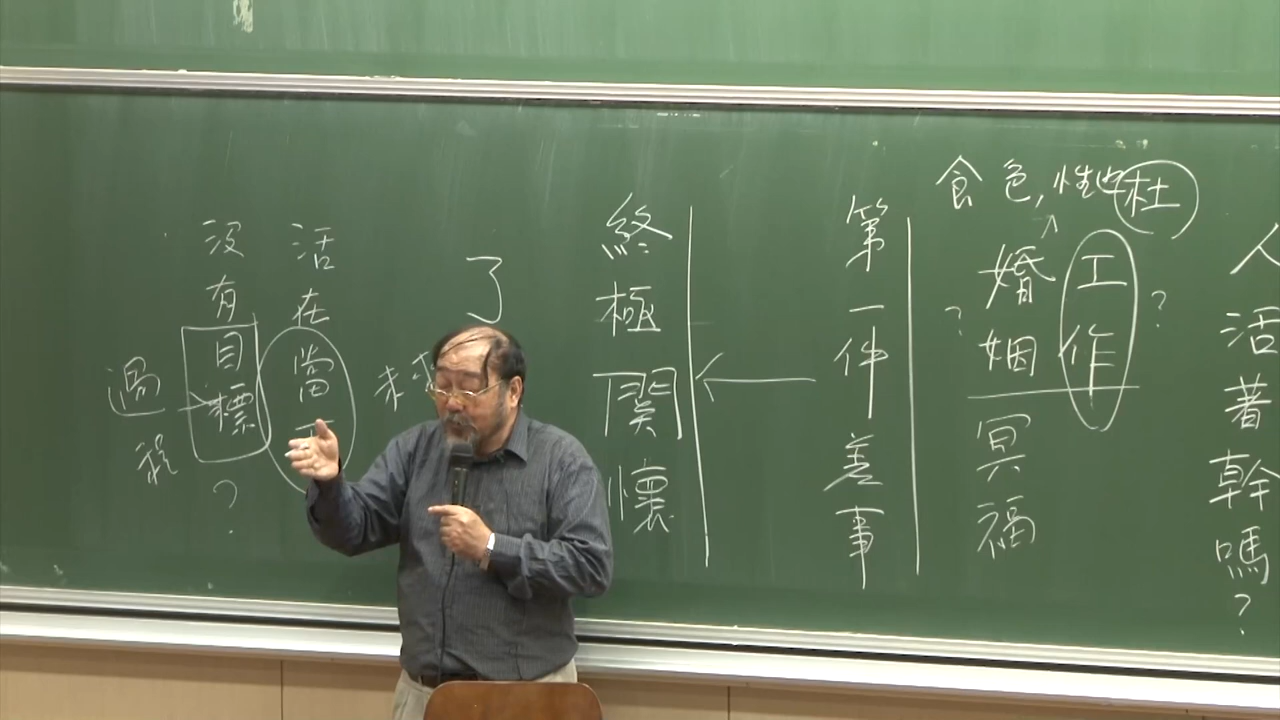 人活著幹嗎?
食色,性也
杜
工作
?
婚姻
?
冥福
第一件差事
終極關懷
了
活在當下
沒有目標?
過程